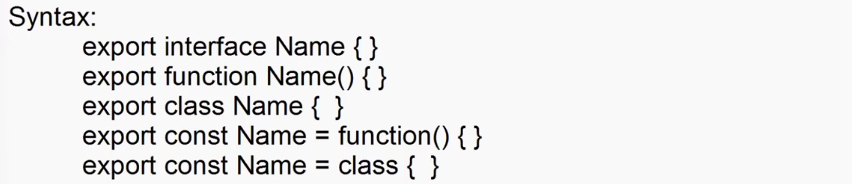 Syntax:
export interface Name { }
export function Name() { }
export class Name {  }
export const Name = function() { }
export const Name = class {  }